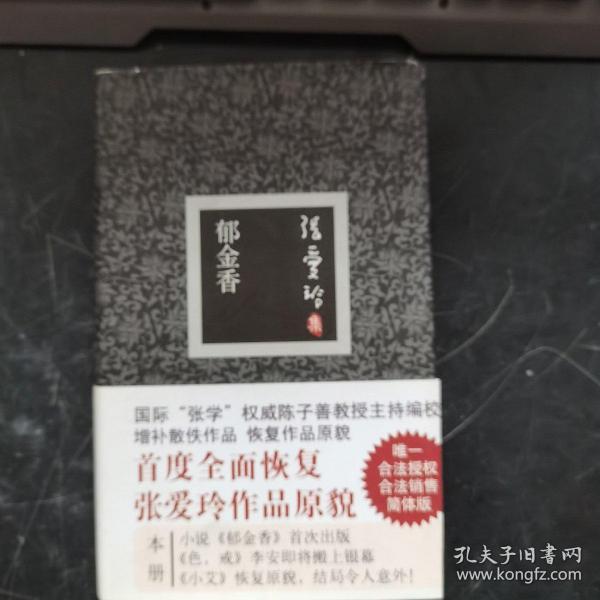 张爱玲
集
郁金香
国际“张学”权威陈子善教授主持编校
增补散佚作品 恢复作品原貌
首度全面恢复
张爱玲作品原貌
唯一
合法授权
合法销售
简体版
本册
小说《郁金香》首次出版
《色，戒》李安即将搬上银幕
《小艾》恢复原貌，结局令人意外！
孔夫子旧书网
www.kongfz.com